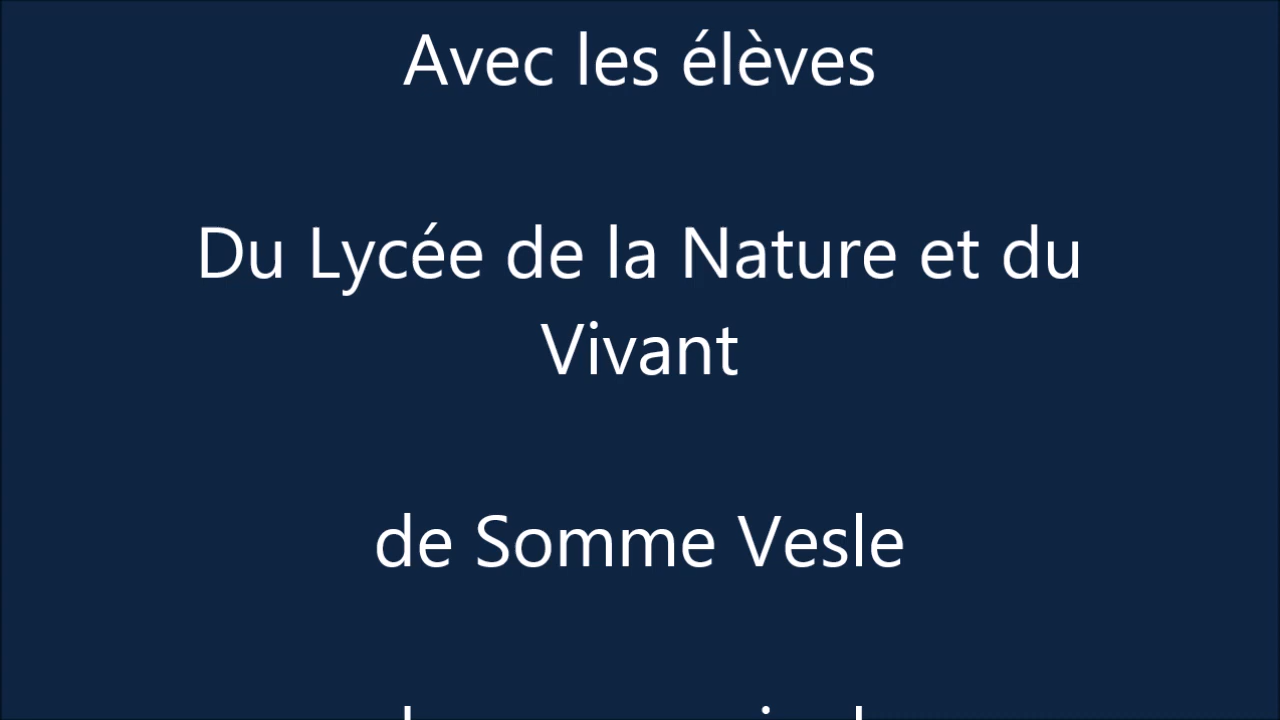 Avec les élèves
Du Lycée de la Nature et du
Vivant
de Somme Vesle